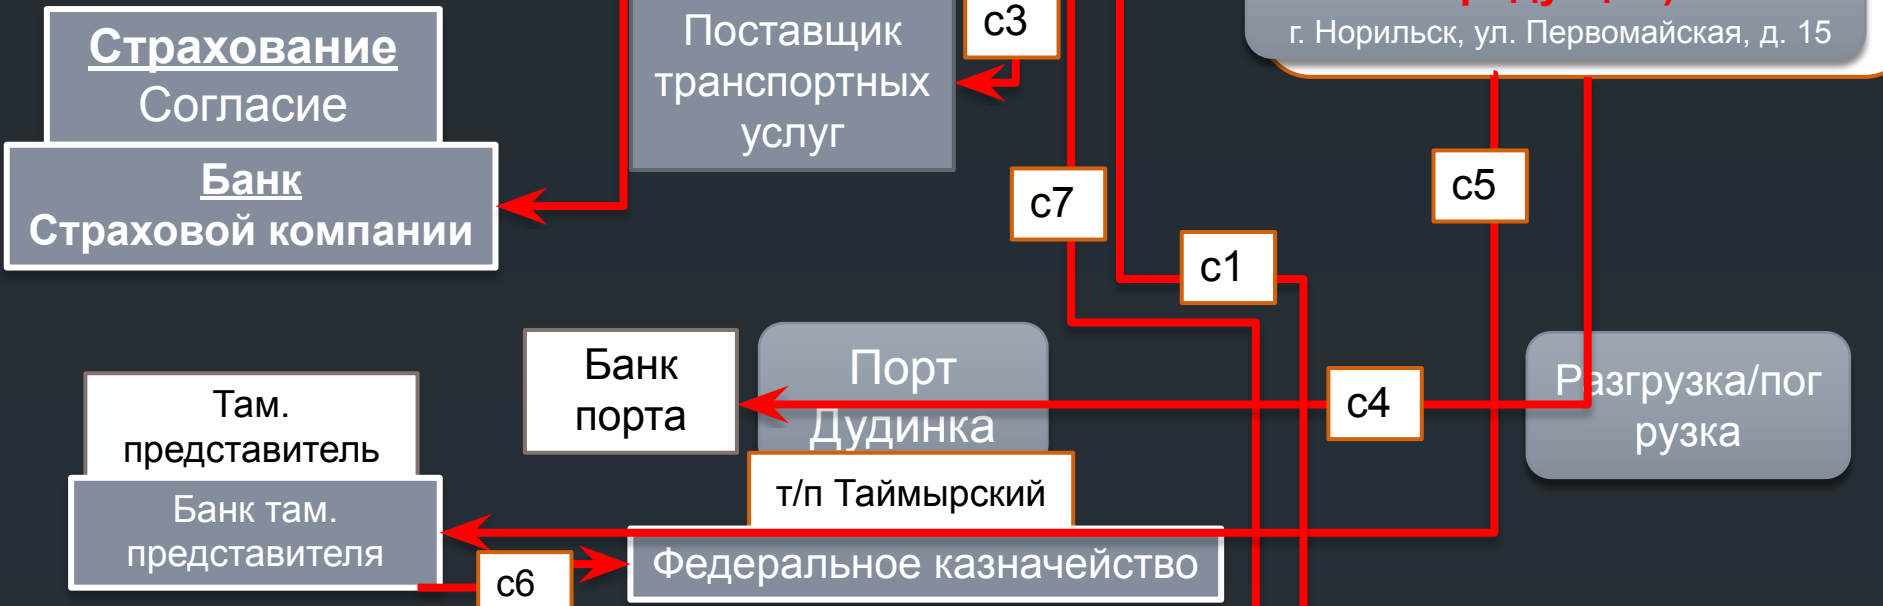 Страхование
Согласие
Банк
Страховой компании
Поставщик
транспортных
услуг
с3
г. Норильск, ул. Первомайская, д. 15
с7
с5
с1
Банк
порта
Порт
Дудинка
с4
Разгрузка/пог
рузка
Там.
представитель
Банк там.
представителя
т/п Таймырский
Федеральное казначейство
с6